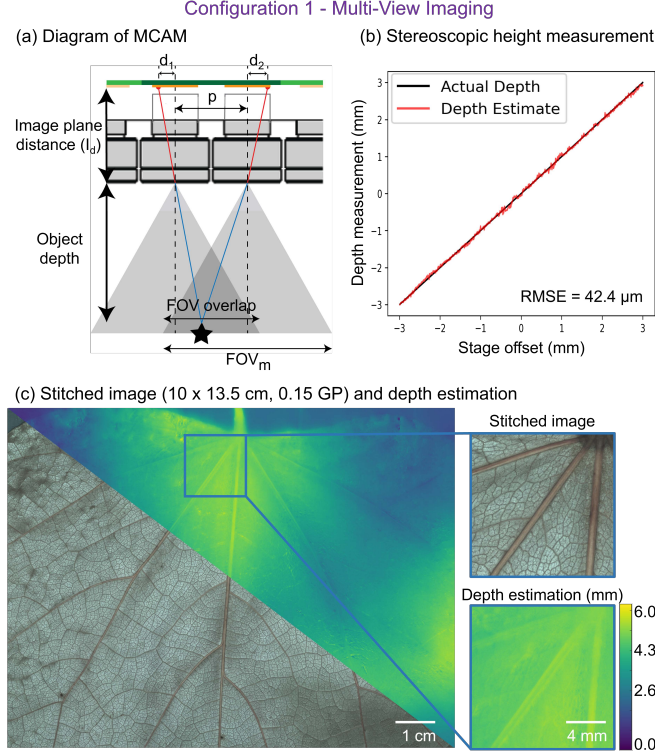 Configuration 1 - Multi-View Imaging
(a) Diagram of MCAM
d1
d2
p
Image plane
distance (Id)
Object
depth
FOV overlap
FOVm
(b) Stereoscopic height measurement
Depth measurement (mm)
3
2
1
0
−1
−2
−3
Actual Depth
Depth Estimate
RMSE = 42.4 µm
−3 −2 −1 0 1 2 3
Stage offset (mm)
(c) Stitched image (10 x 13.5 cm, 0.15 GP) and depth estimation
1 cm
Stitched image
Depth estimation (mm)
6.0
4.3
2.6
0.0
4 mm